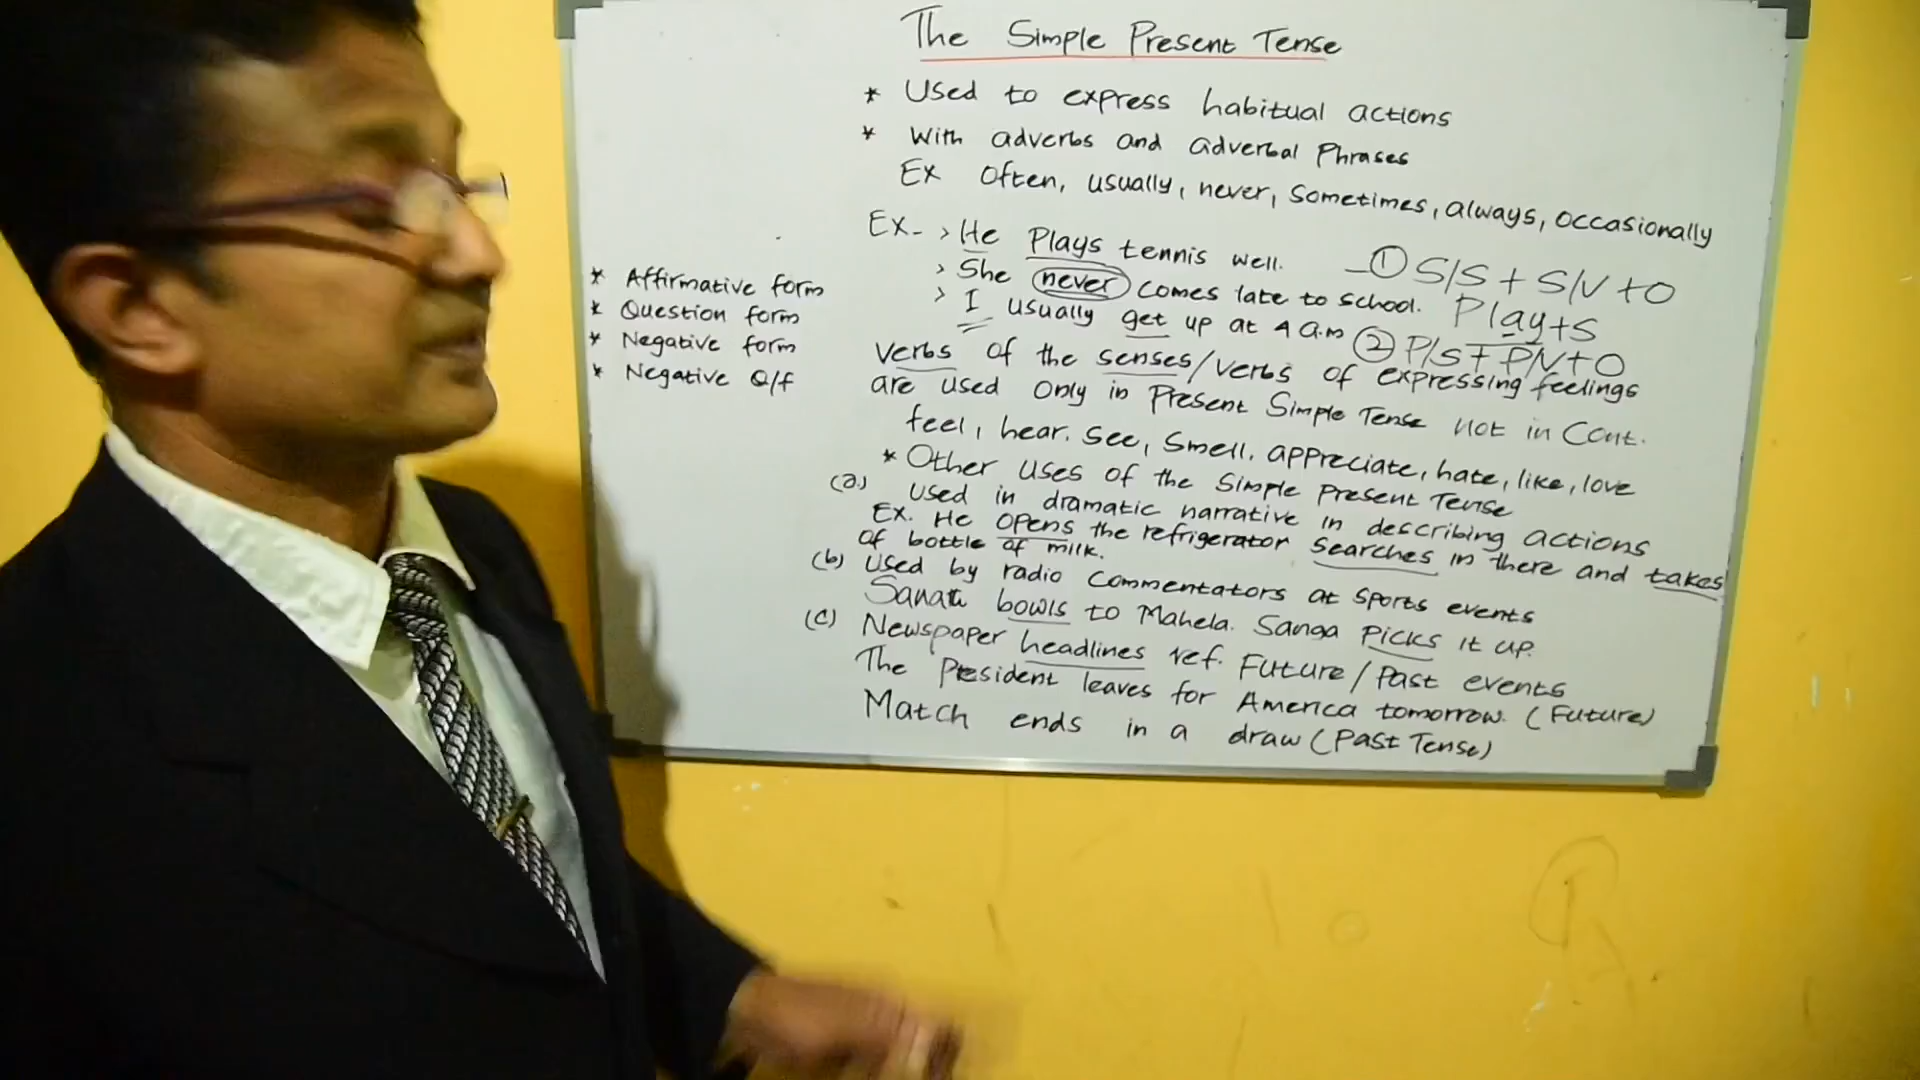 The Simple Present Tense
* Used to express habitual actions
* With adverbs and adverbal Phrases
Ex Often, usually, never, sometimes, always, occasionally
Ex- > He Plays tennis well.
> She never comes late to school.
> I usually get up at 4 a.m
① S/S + S/V + O
Play+s
② P/S + P/V + O
Verbs of the senses/verbs of expressing feelings
are used only in Present Simple Tense not in Cont.
feel, hear. see, smell. appreciate, hate, like, love
* Other uses of the Simple Present Tense
(a) used in dramatic narrative in describing actions
Ex. He opens the refrigerator searches in there and takes
of bottle of milk.
(b) used by radio commentators at sports events
Sanath bowls to Mahela. Sanga picks it up.
(c) Newspaper headlines ref. Future/Past events
The President leaves for America tomorrow. (Future)
Match ends in a draw (Past Tense)
* Affirmative form
* Question form
* Negative form
* Negative Q/f